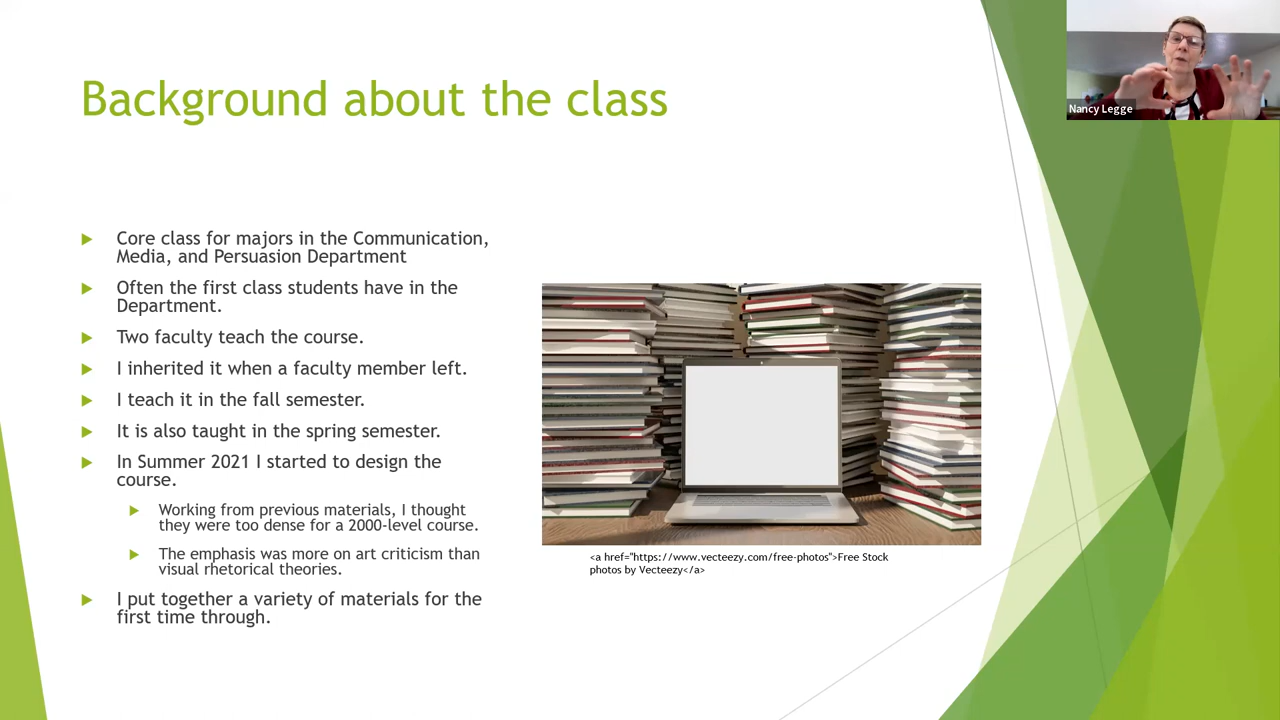 Background about the class
Nancy Legge
Core class for majors in the Communication,
Media, and Persuasion Department
Often the first class students have in the
Department.
Two faculty teach the course.
I inherited it when a faculty member left.
I teach it in the fall semester.
It is also taught in the spring semester.
In Summer 2021 I started to design the
course.
Working from previous materials, I thought
they were too dense for a 2000-level course.
The emphasis was more on art criticism than
visual rhetorical theories.
I put together a variety of materials for the
first time through.
<a href="https://www.vecteezy.com/free-photos">Free Stock
photos by Vecteezy</a>